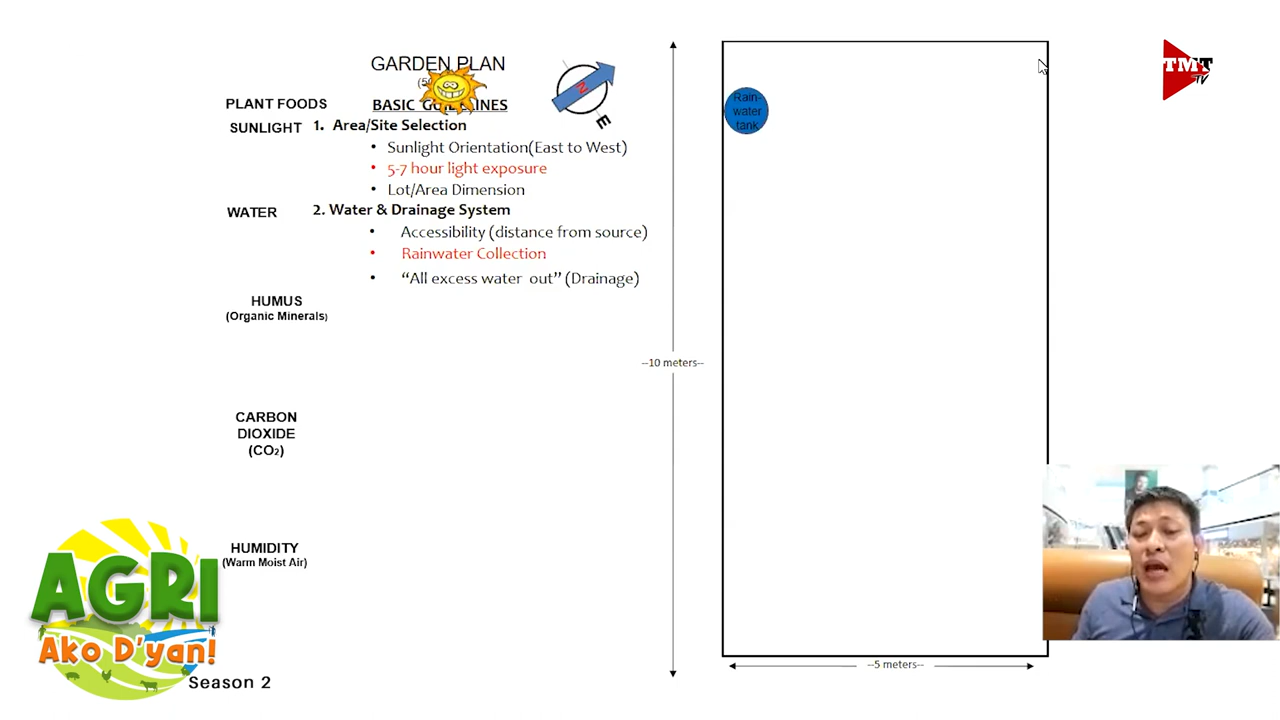 GARDEN PLAN
BASIC GUIDELINES
PLANT FOODS
SUNLIGHT
1. Area/Site Selection
• Sunlight Orientation(East to West)
• 5-7 hour light exposure
• Lot/Area Dimension
WATER
2. Water & Drainage System
• Accessibility (distance from source)
• Rainwater Collection
• “All excess water out” (Drainage)
HUMUS
(Organic Minerals)
CARBON
DIOXIDE
(CO₂)
HUMIDITY
(Warm Moist Air)
N
E
--10 meters--
Rain-
water
tank
--5 meters--
TMT
TV
AGRI
Ako D'yan!
Season 2